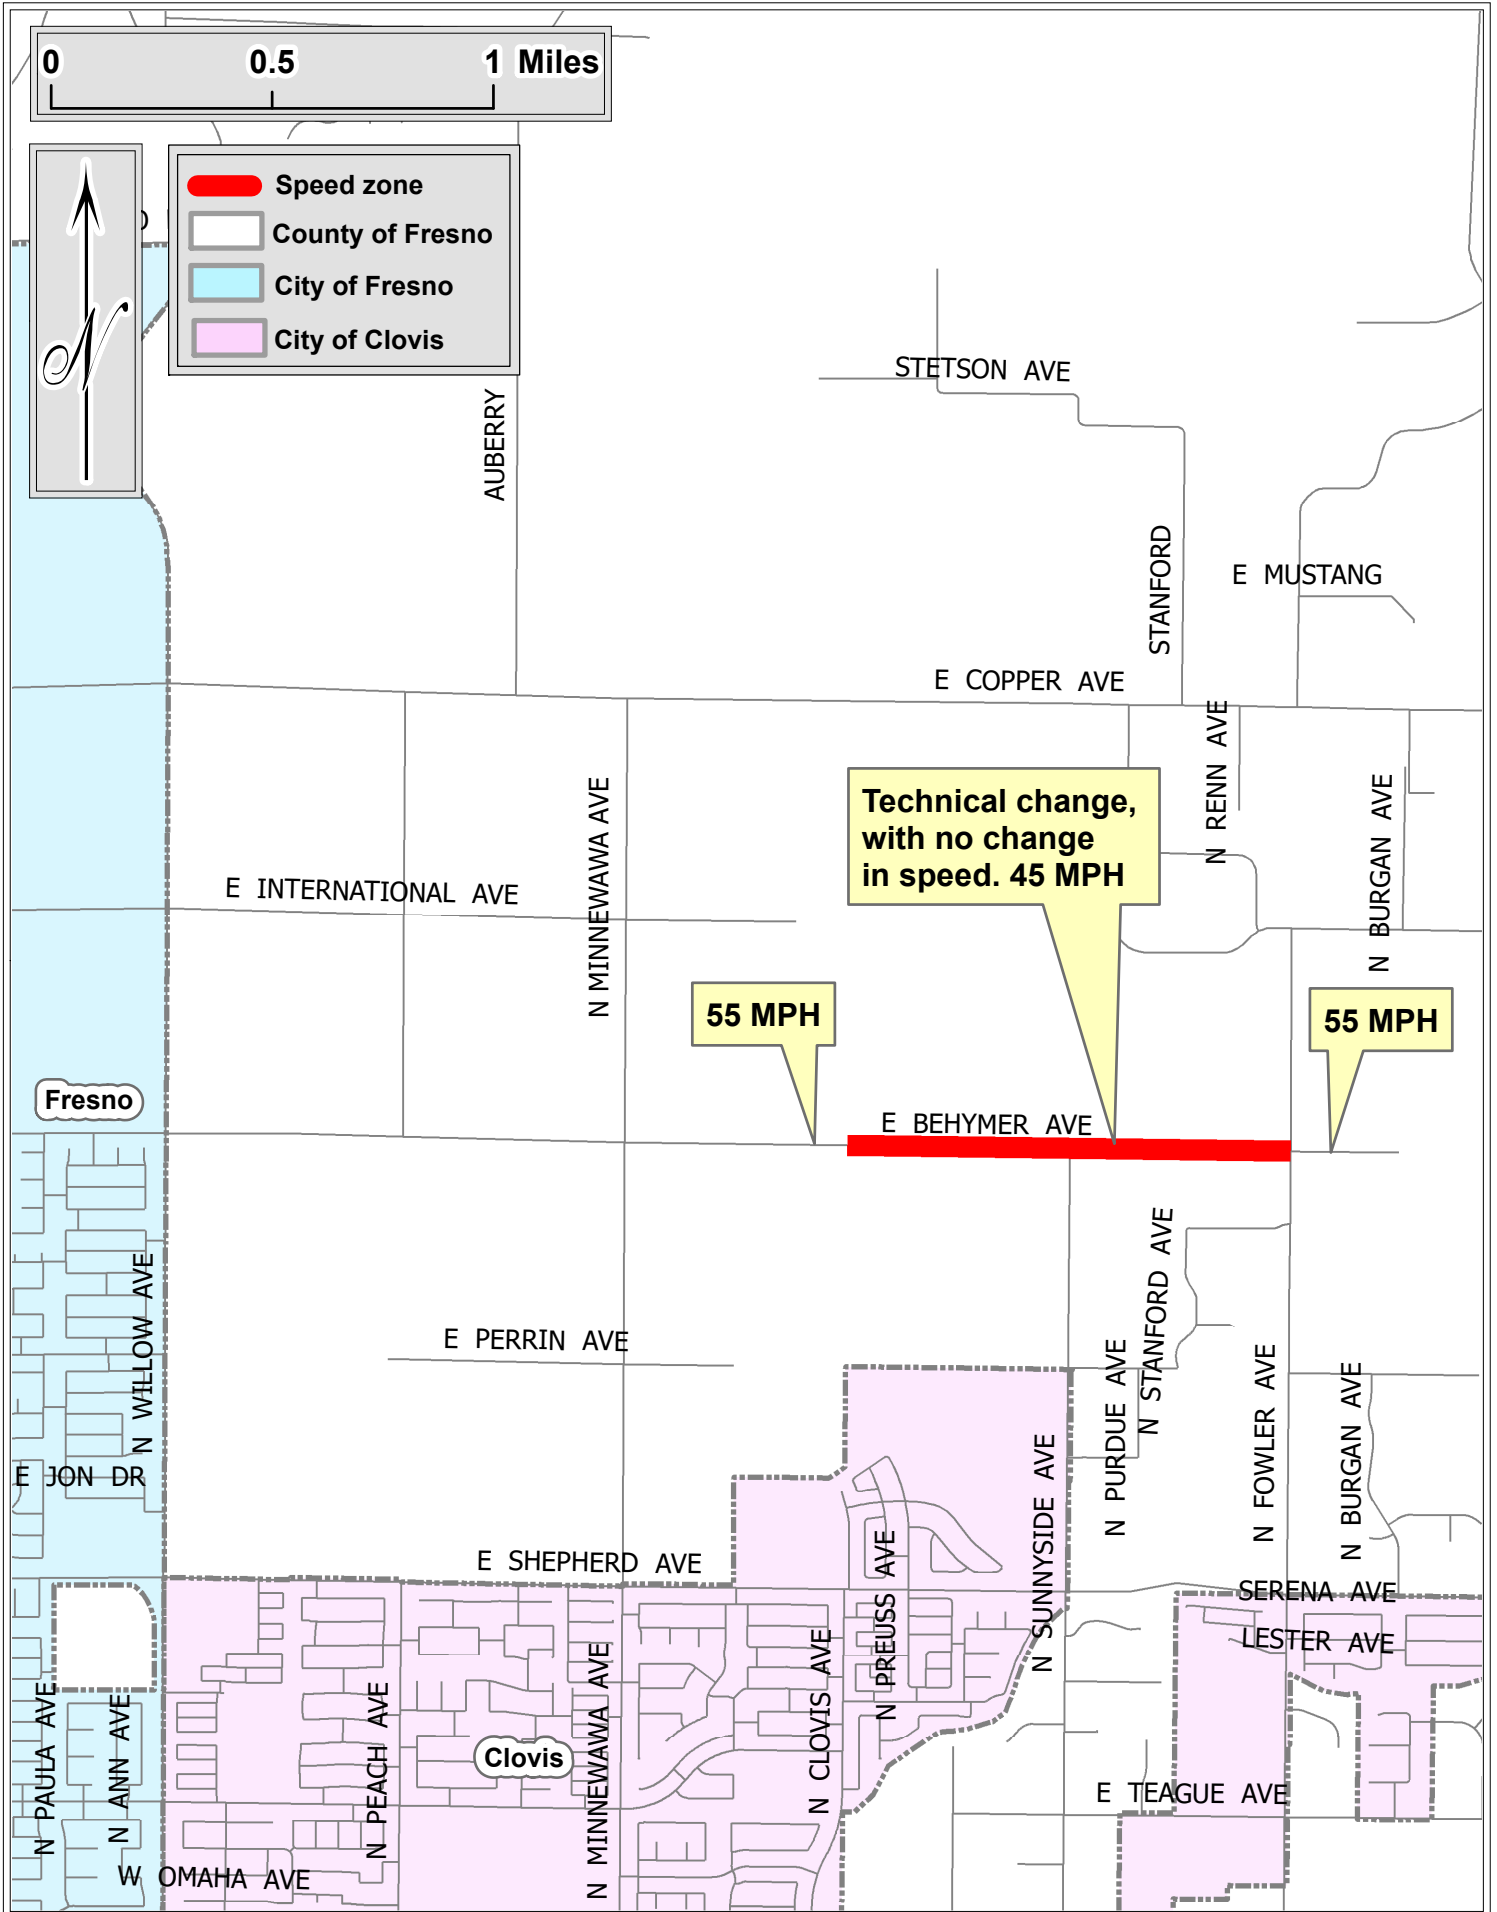 0 0.5 1 Miles
N
Speed zone
County of Fresno
City of Fresno
City of Clovis
STETSON AVE
AUBERRY
STANFORD
E MUSTANG
E COPPER AVE
N RENN AVE
N MINNEWAWA AVE
Technical change,
with no change
in speed. 45 MPH
N BURGAN AVE
E INTERNATIONAL AVE
55 MPH
55 MPH
Fresno
E BEHYMER AVE
N WILLOW AVE
N STANFORD AVE
E PERRIN AVE
N PURDUE AVE
N FOWLER AVE
N BURGAN AVE
N SUNNYSIDE AVE
E JON DR
E SHEPHERD AVE
N PREUSS AVE
SERENA AVE
LESTER AVE
N PAULA AVE
N ANN AVE
N PEACH AVE
Clovis
N MINNEWAWA AVE
N CLOVIS AVE
E TEAGUE AVE
W OMAHA AVE